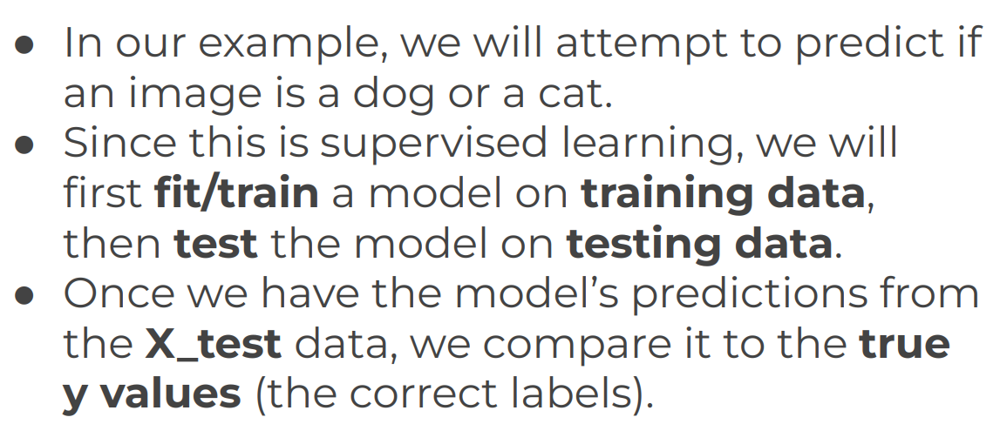 ● In our example, we will attempt to predict if
an image is a dog or a cat.
● Since this is supervised learning, we will
first fit/train a model on training data,
then test the model on testing data.
● Once we have the model’s predictions from
the X_test data, we compare it to the true
y values (the correct labels).